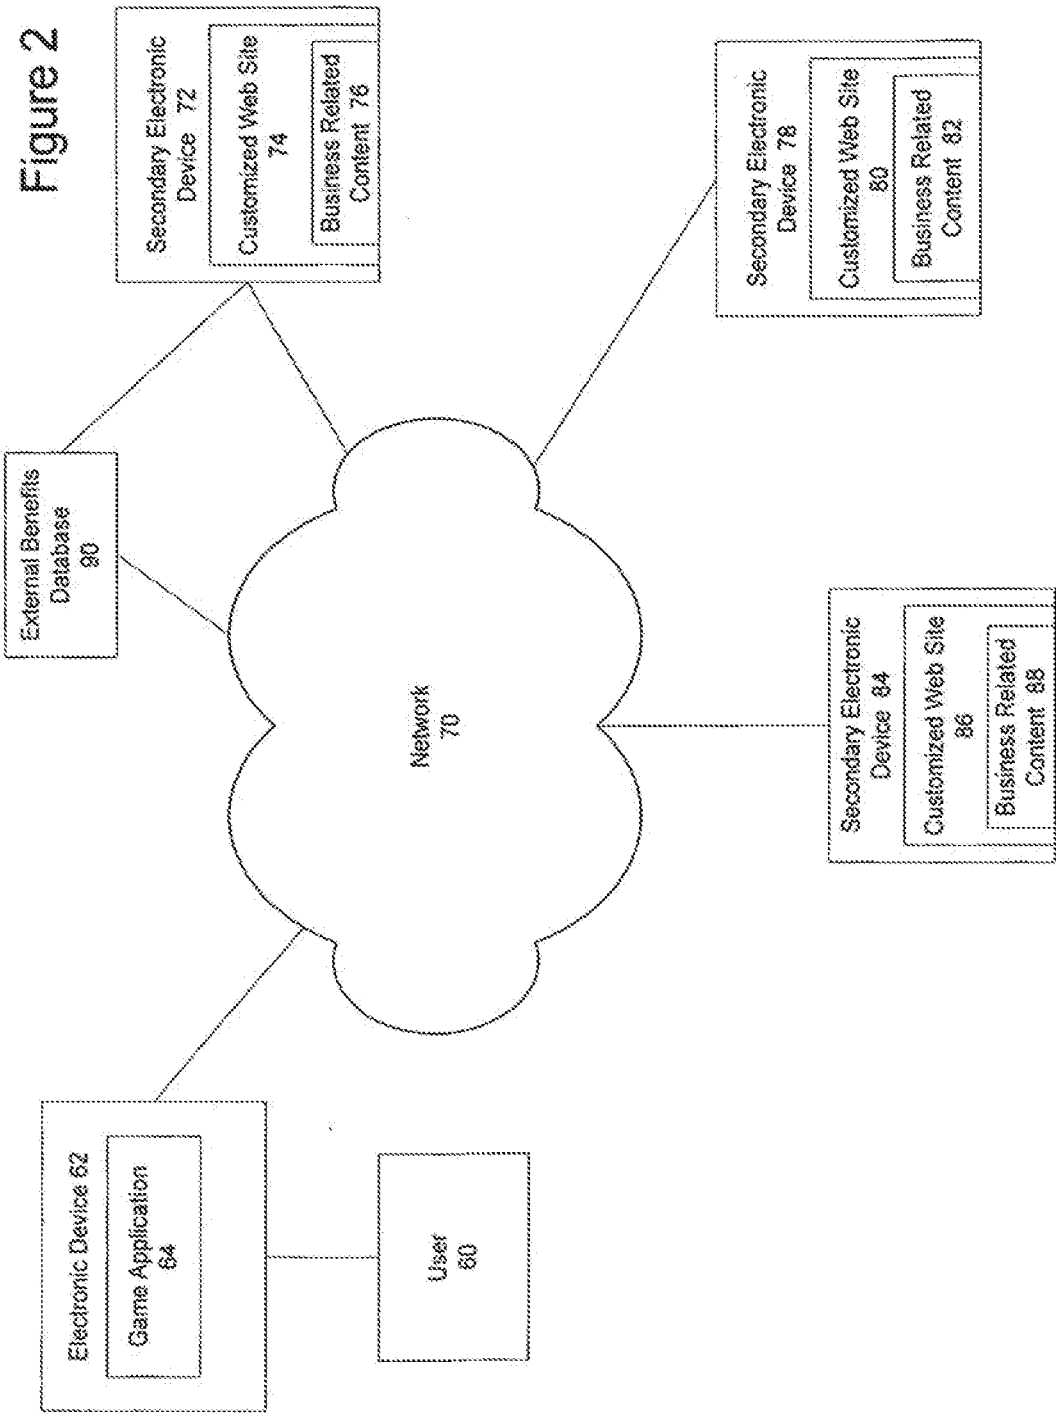 Figure 2
Electronic Device 62
Game Application
64
User
60
Network
70
External Benefits
Database
90
Secondary Electronic
Device 72
Customized Web Site
74
Business Related
Content 76
Secondary Electronic
Device 78
Customized Web Site
80
Business Related
Content 82
Secondary Electronic
Device 84
Customized Web Site
86
Business Related
Content 88